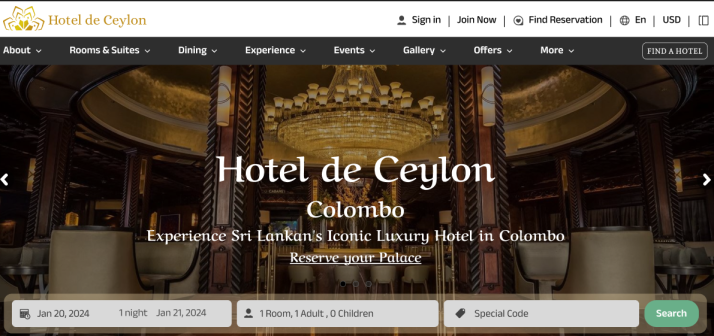 Hotel de Ceylon
Sign in | Join Now | Find Reservation | En | USD |
About Rooms & Suites Dining Experience Events Gallery Offers More FIND A HOTEL
Hotel de Ceylon
Colombo
Experience Sri Lankan's Iconic Luxury Hotel in Colombo
Reserve your Palace
Jan 20, 2024 1 night Jan 21, 2024 1 Room, 1 Adult , 0 Children Special Code Search